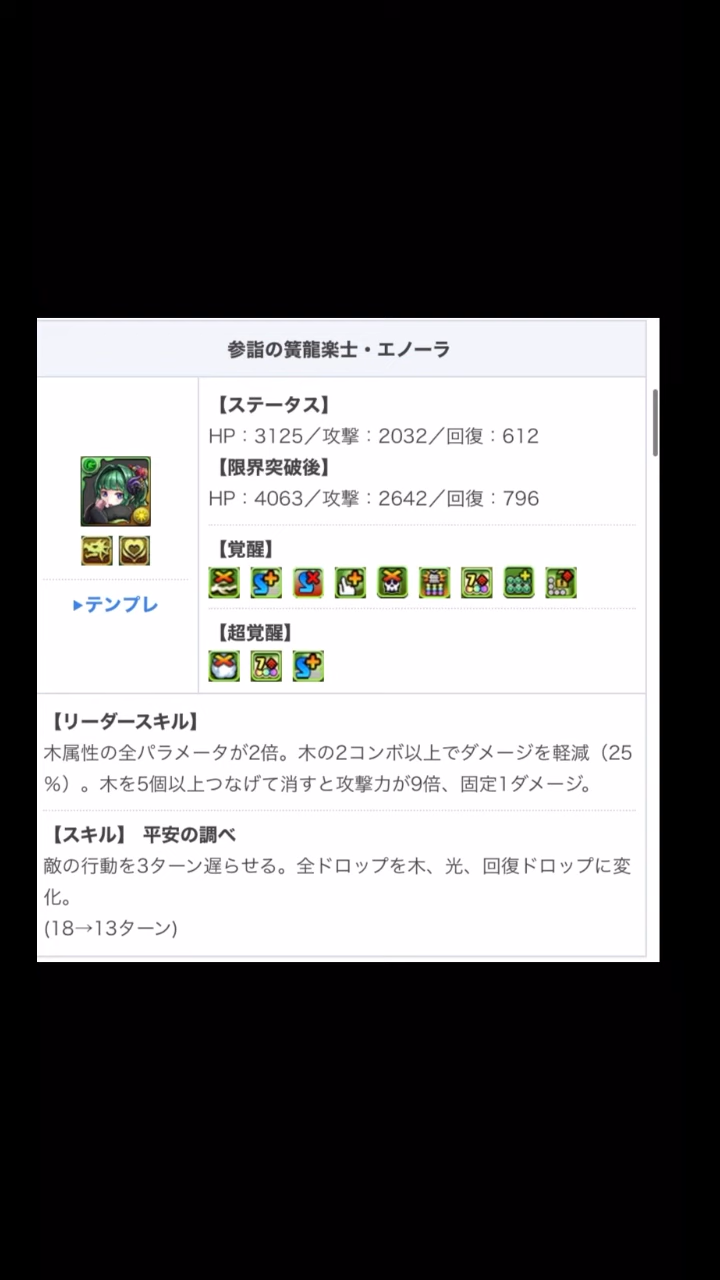 参詣の簧龍楽士・エノーラ
【ステータス】
HP：3125／攻撃：2032／回復：612
【限界突破後】
HP：4063／攻撃：2642／回復：796
【覚醒】
▶テンプレ
【超覚醒】
【リーダースキル】
木属性の全パラメータが2倍。木の2コンボ以上でダメージを軽減（25
％）。木を5個以上つなげて消すと攻撃力が9倍、固定1ダメージ。
【スキル】 平安の調べ
敵の行動を3ターン遅らせる。全ドロップを木、光、回復ドロップに変
化。
(18→13ターン)